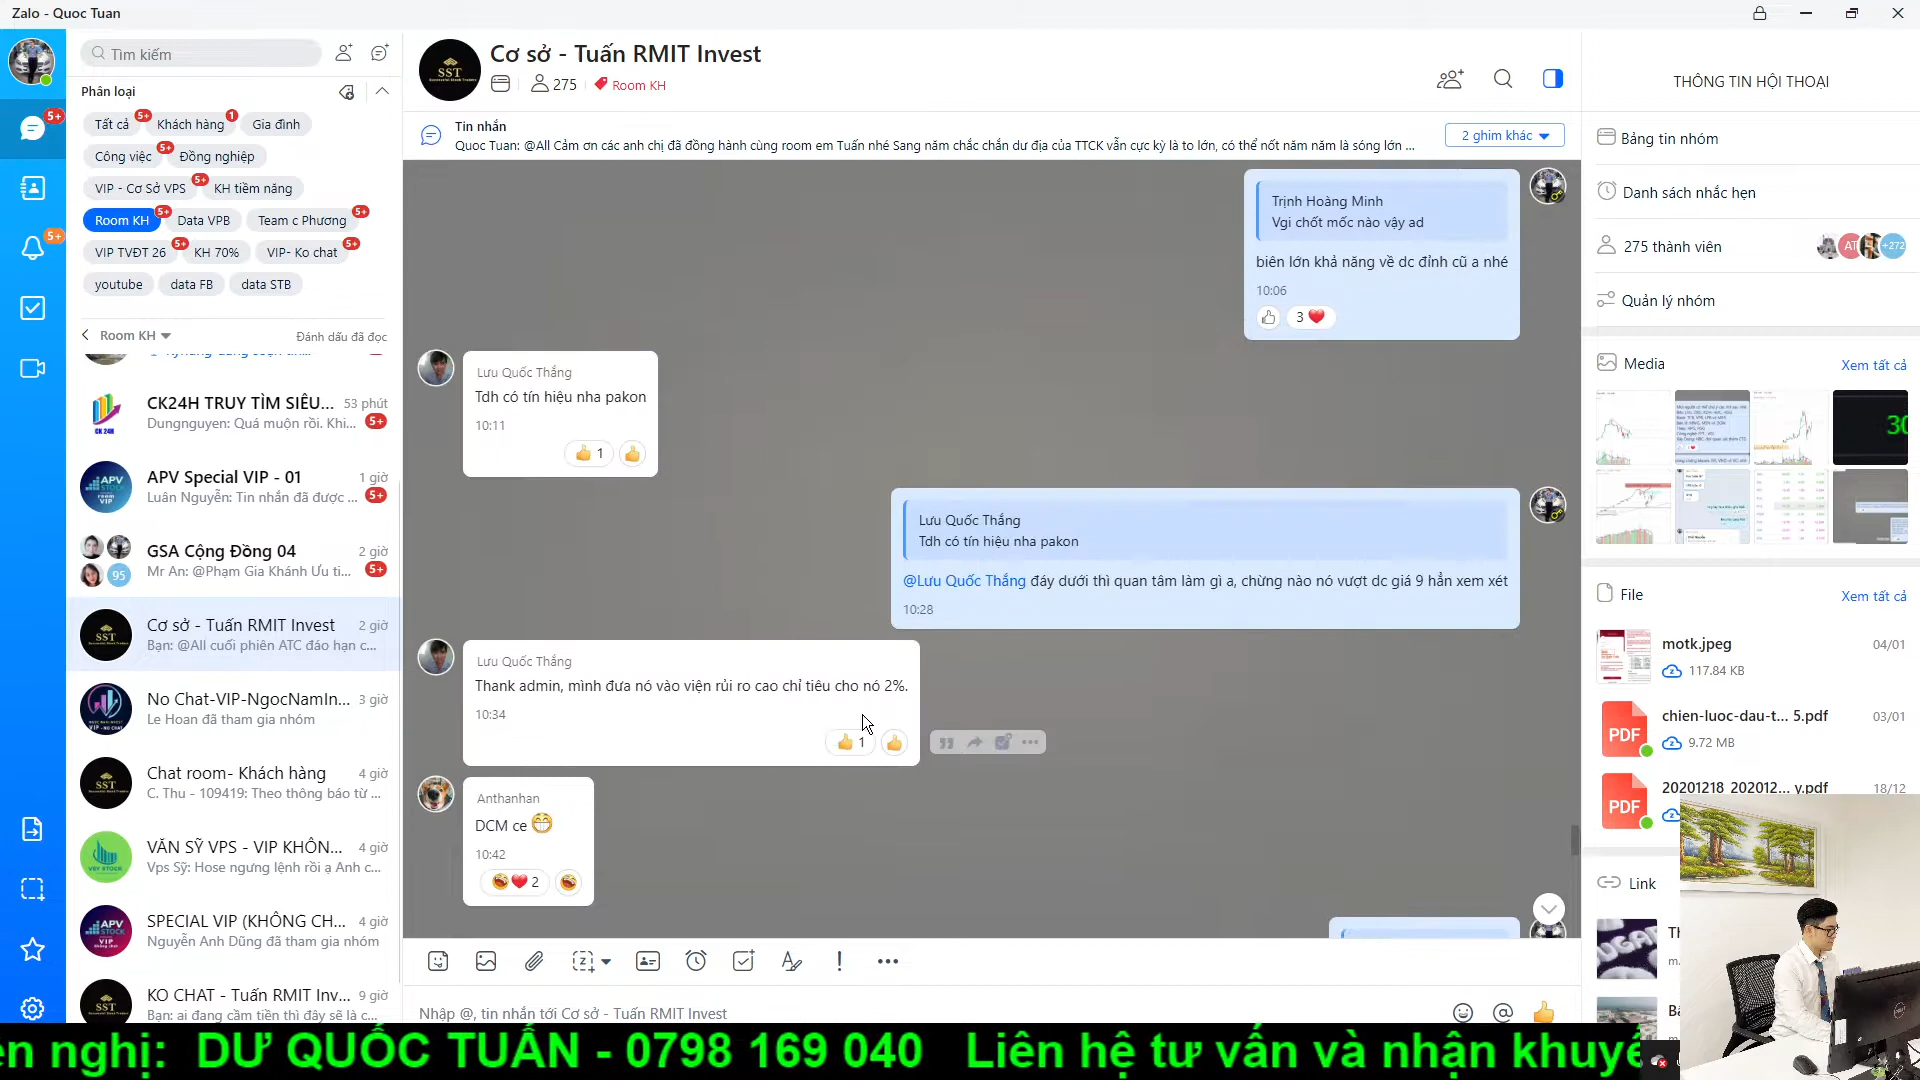 Zalo - Quoc Tuan
Tìm kiếm
Phân loại
Tất cả 5+ Khách hàng 1 Gia đình
Công việc 5+ Đồng nghiệp
VIP - Cơ Sở VPS 5+ KH tiềm năng
Room KH 5+ Data VPB Team c Phương 5+
VIP TVĐT 26 5+ KH 70% VIP- Ko chat 5+
youtube data FB data STB
Room KH Đánh dấu đã đọc
CK24H TRUY TÌM SIÊU... 53 phút
Dungnguyen: Quá muộn rồi. Khi... 5+
APV Special VIP - 01 1 giờ
Luân Nguyễn: Tin nhắn đã được ... 5+
GSA Cộng Đồng 04 2 giờ
95 Mr An: @Phạm Gia Khánh Ưu ti... 5+
Cơ sở - Tuấn RMIT Invest 2 giờ
Bạn: @All cuối phiên ATC đáo hạn c...
No Chat-VIP-NgocNamIn... 3 giờ
Le Hoan đã tham gia nhóm
Chat room- Khách hàng 4 giờ
C. Thu - 109419: Theo thông báo từ ...
VĂN SỸ VPS - VIP KHÔN... 4 giờ
Vps Sỹ: Hose ngưng lệnh rồi ạ Anh c...
SPECIAL VIP (KHÔNG CH... 4 giờ
Nguyễn Anh Dũng đã tham gia nhóm
KO CHAT - Tuấn RMIT Inv... 9 giờ
Bạn: ai đang cầm tiền thì đây sẽ là c...
SST
Cơ sở - Tuấn RMIT Invest
275 Room KH
Tin nhắn
Quoc Tuan: @All Cảm ơn các anh chị đã đồng hành cùng room em Tuấn nhé Sang năm chắc chắn dư địa của TTCK vẫn cực kỳ là to lớn, có thể nốt năm năm là sóng lớn ...
2 ghim khác
Trịnh Hoàng Minh
Vgi chốt mốc nào vậy ad
biên lớn khả năng về dc đỉnh cũ a nhé
10:06
3
Lưu Quốc Thắng
Tdh có tín hiệu nha pakon
10:11
1
Lưu Quốc Thắng
Tdh có tín hiệu nha pakon
@Lưu Quốc Thắng đáy dưới thì quan tâm làm gì a, chừng nào nó vượt dc giá 9 hẳn xem xét
10:28
Lưu Quốc Thắng
Thank admin, mình đưa nó vào viện rủi ro cao chỉ tiêu cho nó 2%.
10:34
1
Anthanhan
DCM ce
10:42
2
Nhập @, tin nhắn tới Cơ sở - Tuấn RMIT Invest
THÔNG TIN HỘI THOẠI
Bảng tin nhóm
Danh sách nhắc hẹn
275 thành viên +272
Quản lý nhóm
Media Xem tất cả
File Xem tất cả
motk.jpeg 04/01
117.84 KB
chien-luoc-dau-t... 5.pdf 03/01
PDF 9.72 MB
20201218_202012... y.pdf 18/12
PDF
Link
en nghị: DƯ QUỐC TUẤN - 0798 169 040 Liên hệ tư vấn và nhận khuyế